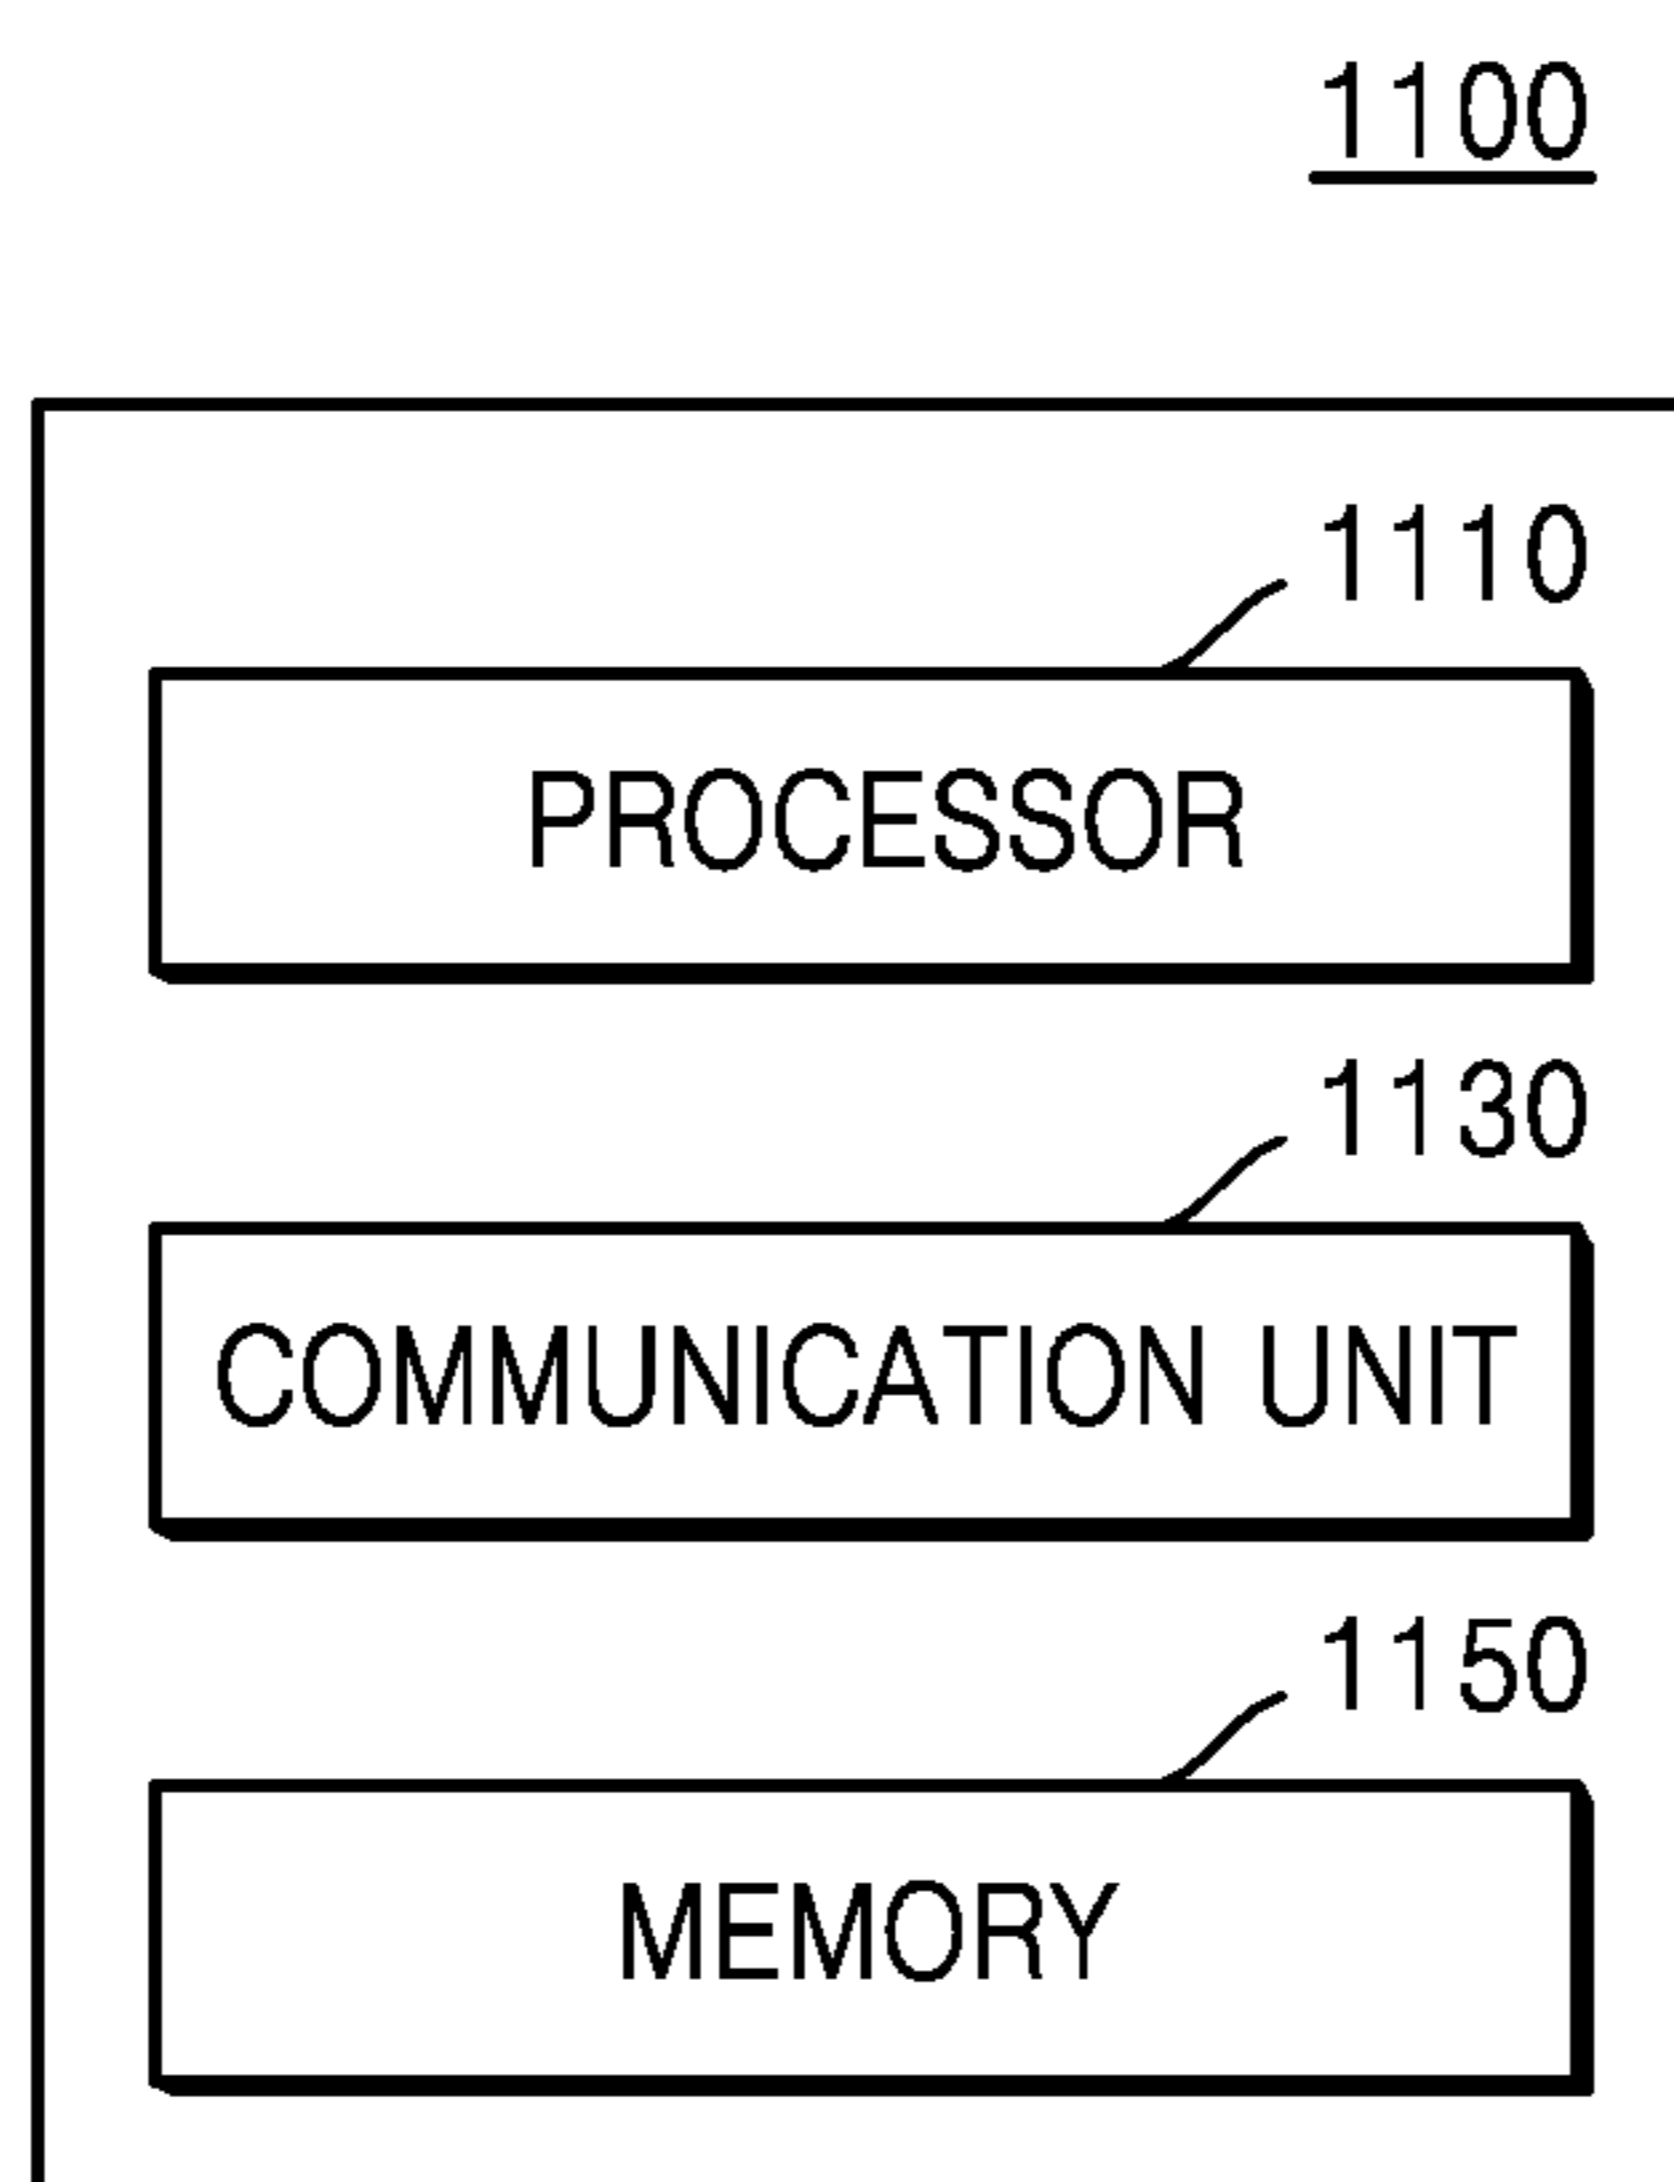 1100
1110
PROCESSOR
1130
COMMUNICATION UNIT
1150
MEMORY